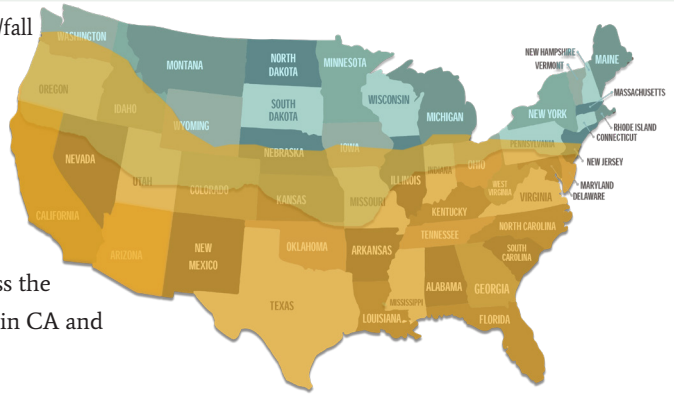 /fall
WASHINGTON
MONTANA
NORTH
DAKOTA
MINNESOTA
NEW HAMPSHIRE
VERMONT
MAINE
OREGON
IDAHO
WYOMING
SOUTH
DAKOTA
WISCONSIN
MICHIGAN
NEW YORK
MASSACHUSETTS
RHODE ISLAND
CONNECTICUT
NEVADA
UTAH
COLORADO
NEBRASKA
IOWA
ILLINOIS
INDIANA
OHIO
PENNSYLVANIA
NEW JERSEY
MARYLAND
DELAWARE
CALIFORNIA
KANSAS
MISSOURI
KENTUCKY
WEST
VIRGINIA
VIRGINIA
ARIZONA
NEW
MEXICO
OKLAHOMA
ARKANSAS
TENNESSEE
NORTH CAROLINA
SOUTH
CAROLINA
ss the
in CA and
TEXAS
LOUISIANA
MISSISSIPPI
ALABAMA
GEORGIA
FLORIDA